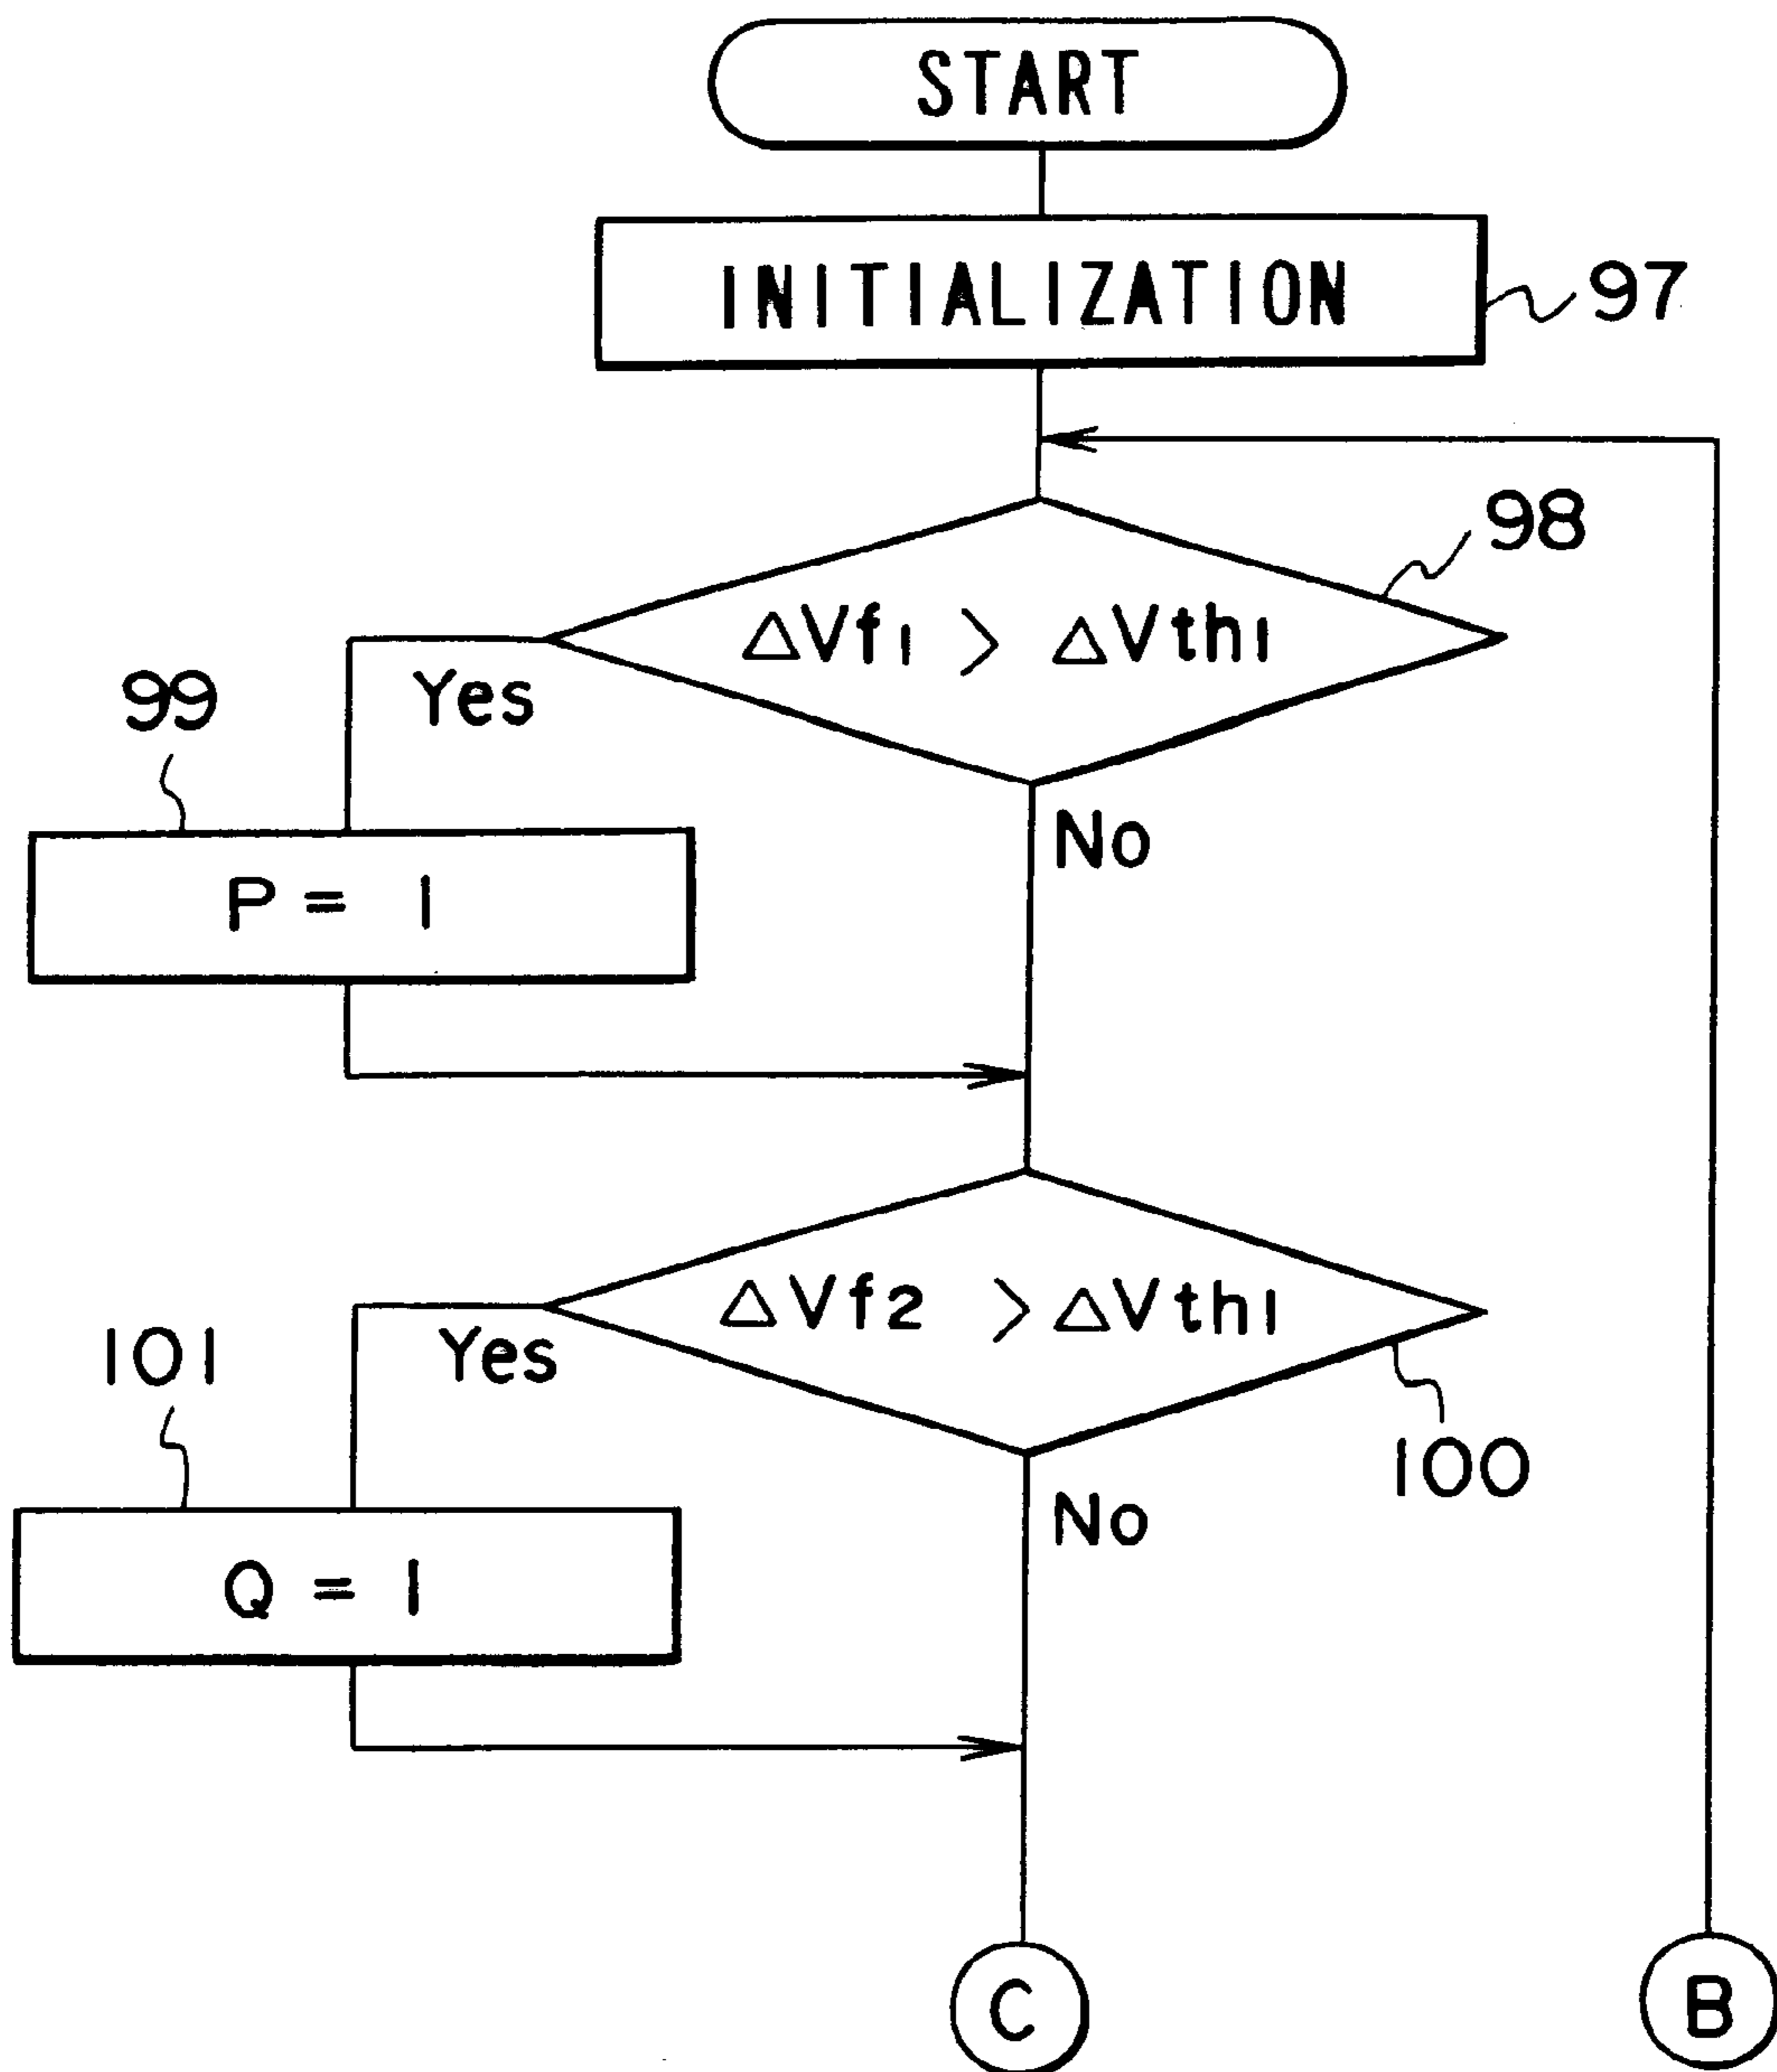 START
INITIALIZATION
97
98
ΔVf1 > ΔVth1
Yes
99
No
P = 1
ΔVf2 > ΔVth1
Yes
101
100
No
Q = 1
C
B